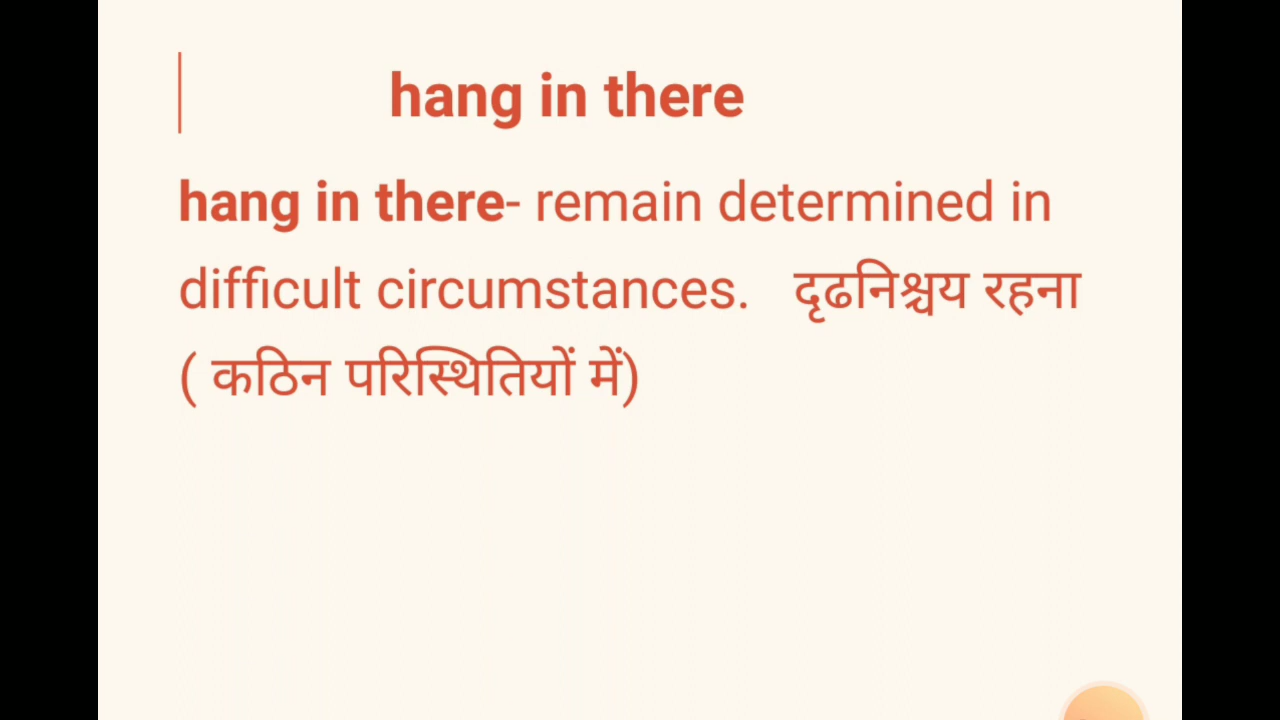 hang in there
hang in there- remain determined in
difficult circumstances. दृढनिश्चय रहना
( कठिन परिस्थितियों में)